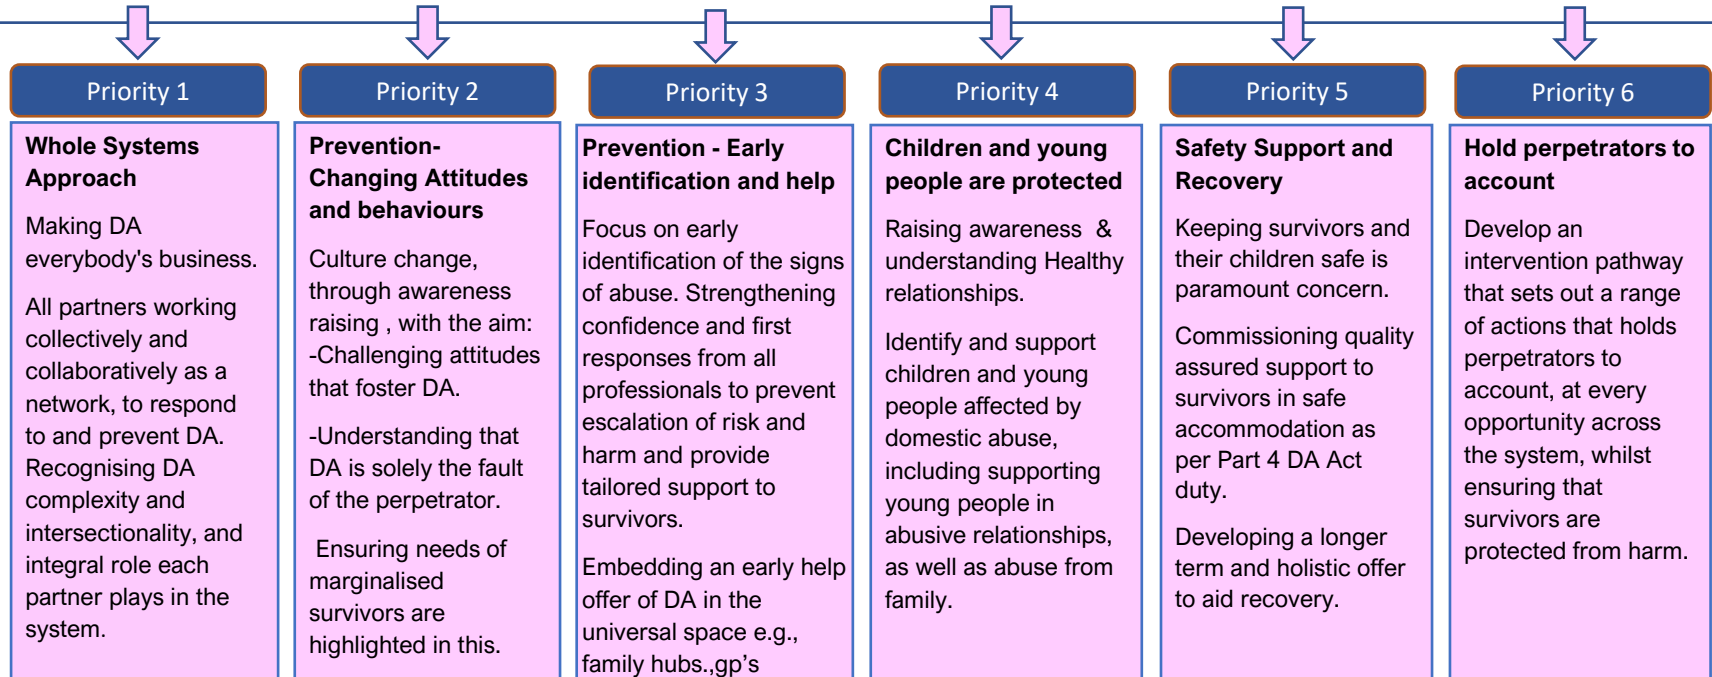 Priority 1
Whole Systems
Approach
Making DA
everybody's business.
All partners working
collectively and
collaboratively as a
network, to respond
to and prevent DA.
Recognising DA
complexity and
intersectionality, and
integral role each
partner plays in the
system.
Priority 2
Prevention-
Changing Attitudes
and behaviours
Culture change,
through awareness
raising , with the aim:
-Challenging attitudes
that foster DA.
-Understanding that
DA is solely the fault
of the perpetrator.
Ensuring needs of
marginalised
survivors are
highlighted in this.
Priority 3
Prevention - Early
identification and help
Focus on early
identification of the signs
of abuse. Strengthening
confidence and first
responses from all
professionals to prevent
escalation of risk and
harm and provide
tailored support to
survivors.
Embedding an early help
offer of DA in the
universal space e.g.,
family hubs.,gp’s
Priority 4
Children and young
people are protected
Raising awareness &
understanding Healthy
relationships.
Identify and support
children and young
people affected by
domestic abuse,
including supporting
young people in
abusive relationships,
as well as abuse from
family.
Priority 5
Safety Support and
Recovery
Keeping survivors and
their children safe is
paramount concern.
Commissioning quality
assured support to
survivors in safe
accommodation as
per Part 4 DA Act
duty.
Developing a longer
term and holistic offer
to aid recovery.
Priority 6
Hold perpetrators to
account
Develop an
intervention pathway
that sets out a range
of actions that holds
perpetrators to
account, at every
opportunity across
the system, whilst
ensuring that
survivors are
protected from harm.